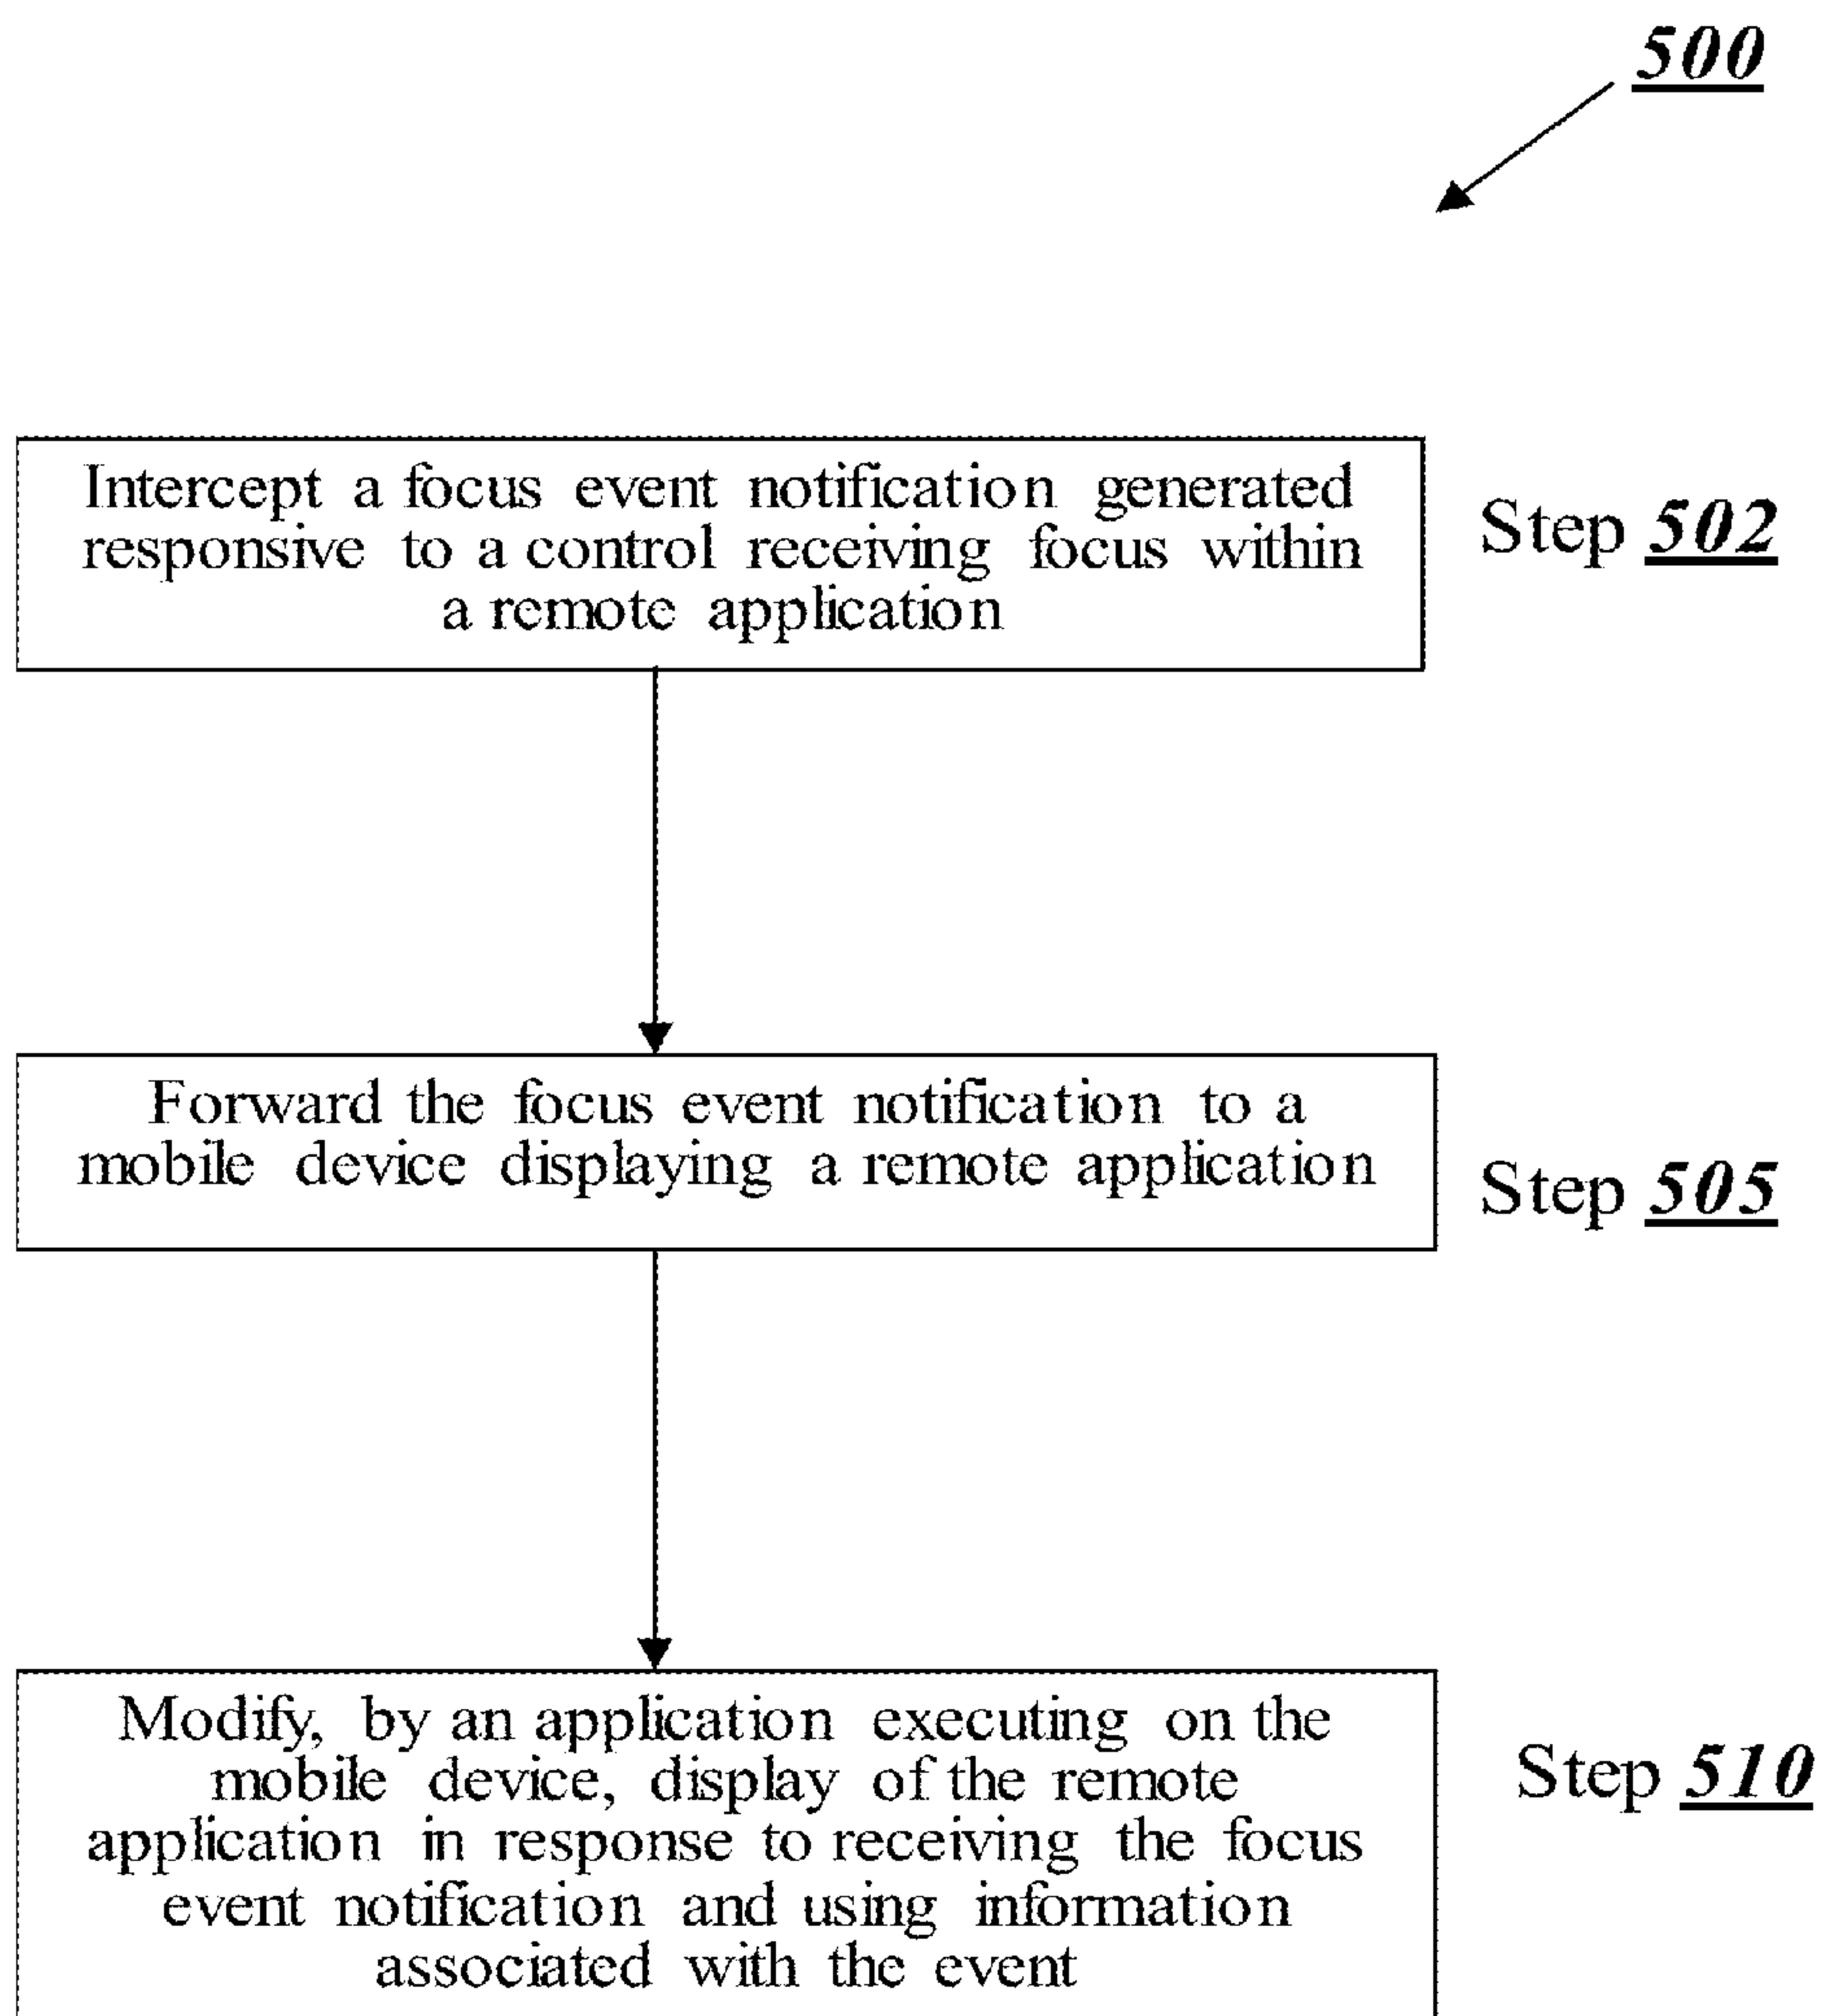 500
Intercept a focus event notification generated
responsive to a control receiving focus within
a remote application
Step 502
Forward the focus event notification to a
mobile device displaying a remote application
Step 505
Modify, by an application executing on the
mobile device, display of the remote
application in response to receiving the focus
event notification and using information
associated with the event
Step 510